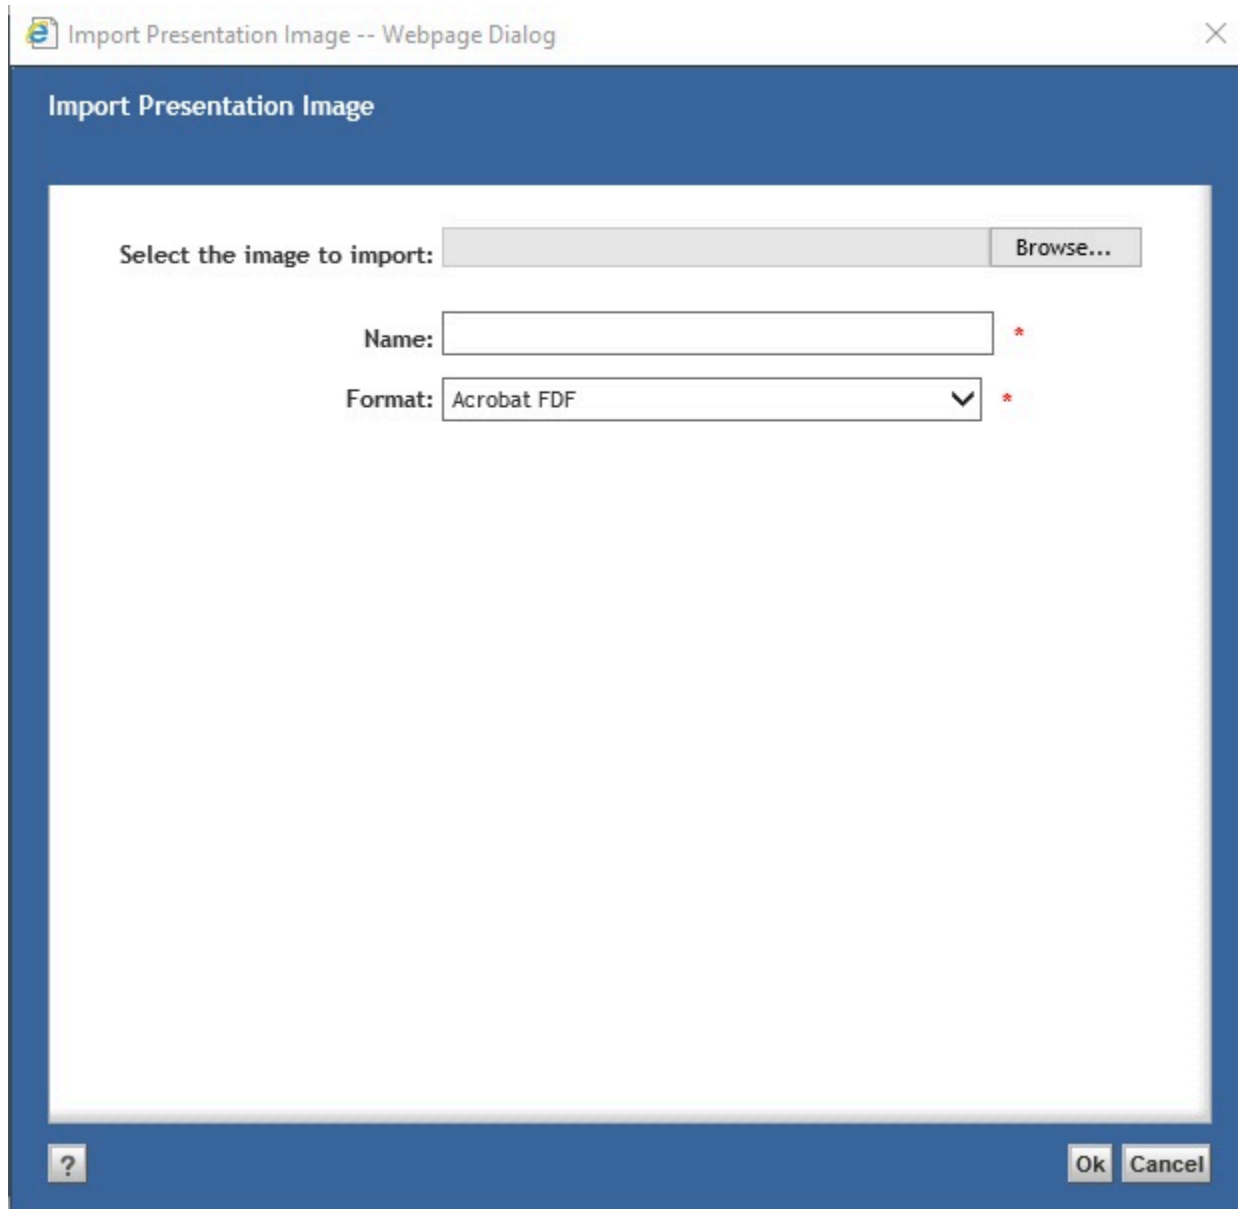 Import Presentation Image -- Webpage Dialog
Import Presentation Image
Select the image to import: Browse...
Name: *
Format: Acrobat FDF *
? Ok Cancel